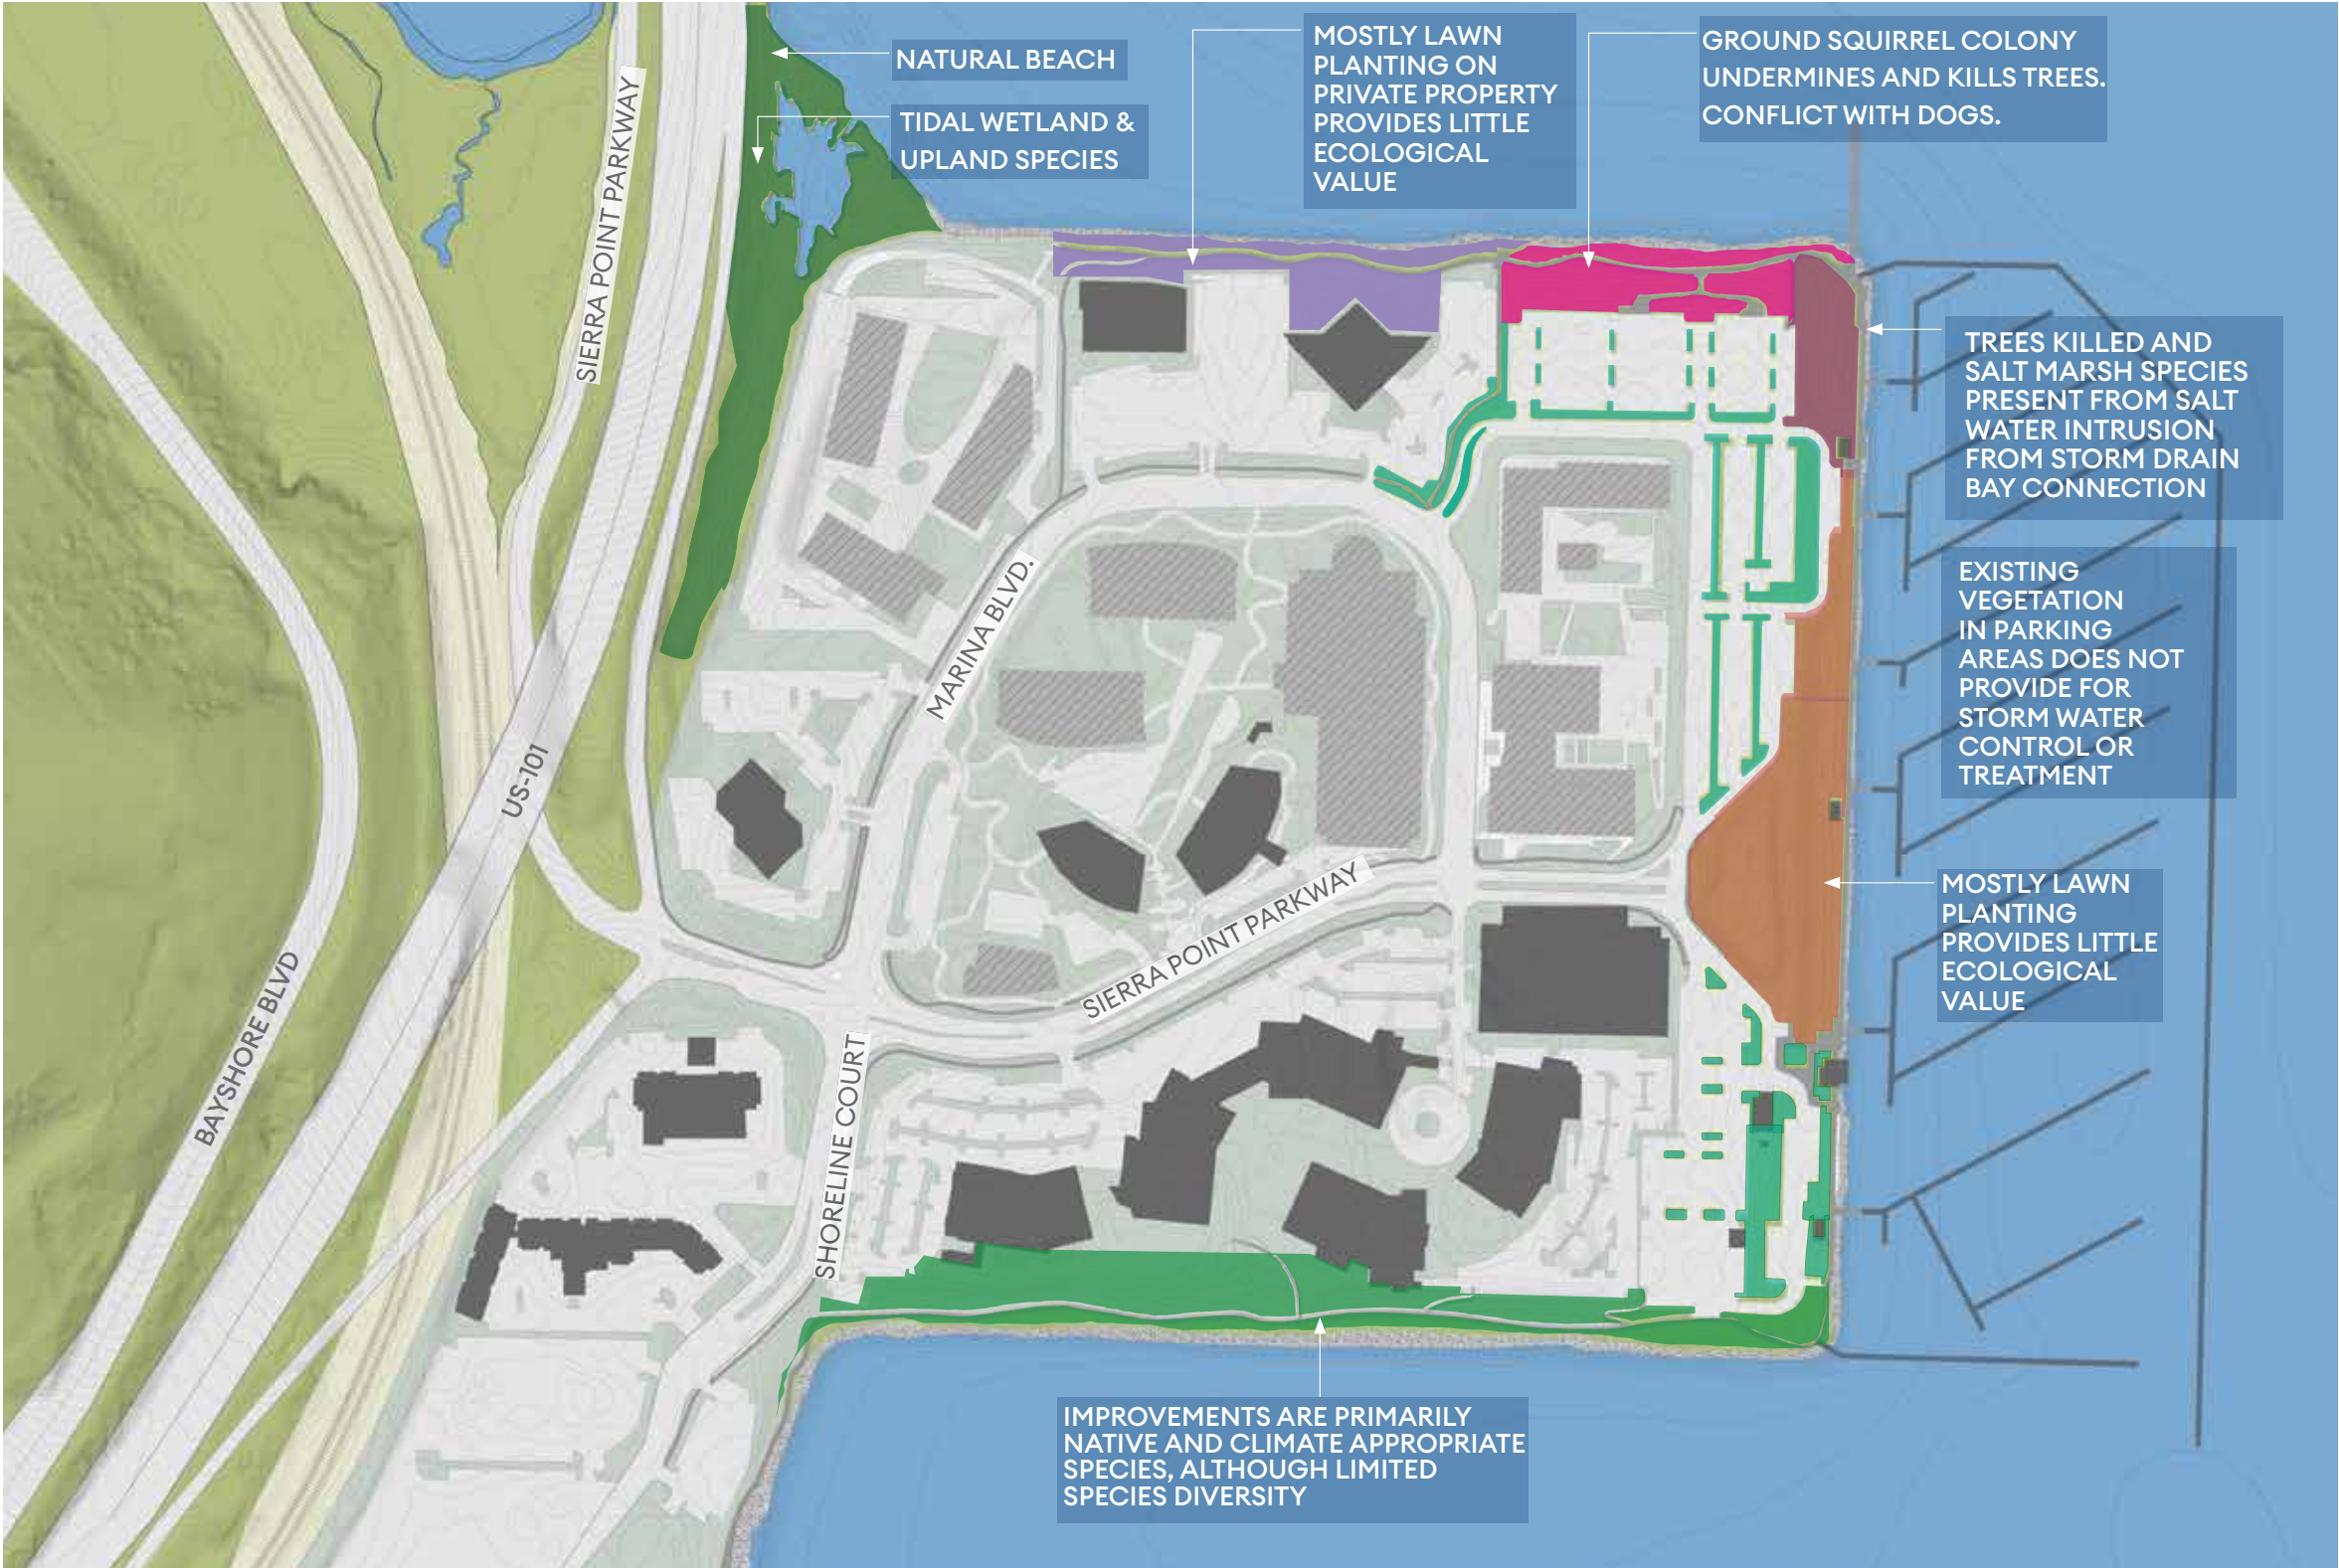 NATURAL BEACH
TIDAL WETLAND &
UPLAND SPECIES
MOSTLY LAWN
PLANTING ON
PRIVATE PROPERTY
PROVIDES LITTLE
ECOLOGICAL
VALUE
GROUND SQUIRREL COLONY
UNDERMINES AND KILLS TREES.
CONFLICT WITH DOGS.
SIERRA POINT PARKWAY
TREES KILLED AND
SALT MARSH SPECIES
PRESENT FROM SALT
WATER INTRUSION
FROM STORM DRAIN
BAY CONNECTION
EXISTING
VEGETATION
IN PARKING
AREAS DOES NOT
PROVIDE FOR
STORM WATER
CONTROL OR
TREATMENT
MARINA BLVD.
US-101
MOSTLY LAWN
PLANTING
PROVIDES LITTLE
ECOLOGICAL
VALUE
SIERRA POINT PARKWAY
BAYSHORE BLVD
SHORELINE COURT
IMPROVEMENTS ARE PRIMARILY
NATIVE AND CLIMATE APPROPRIATE
SPECIES, ALTHOUGH LIMITED
SPECIES DIVERSITY